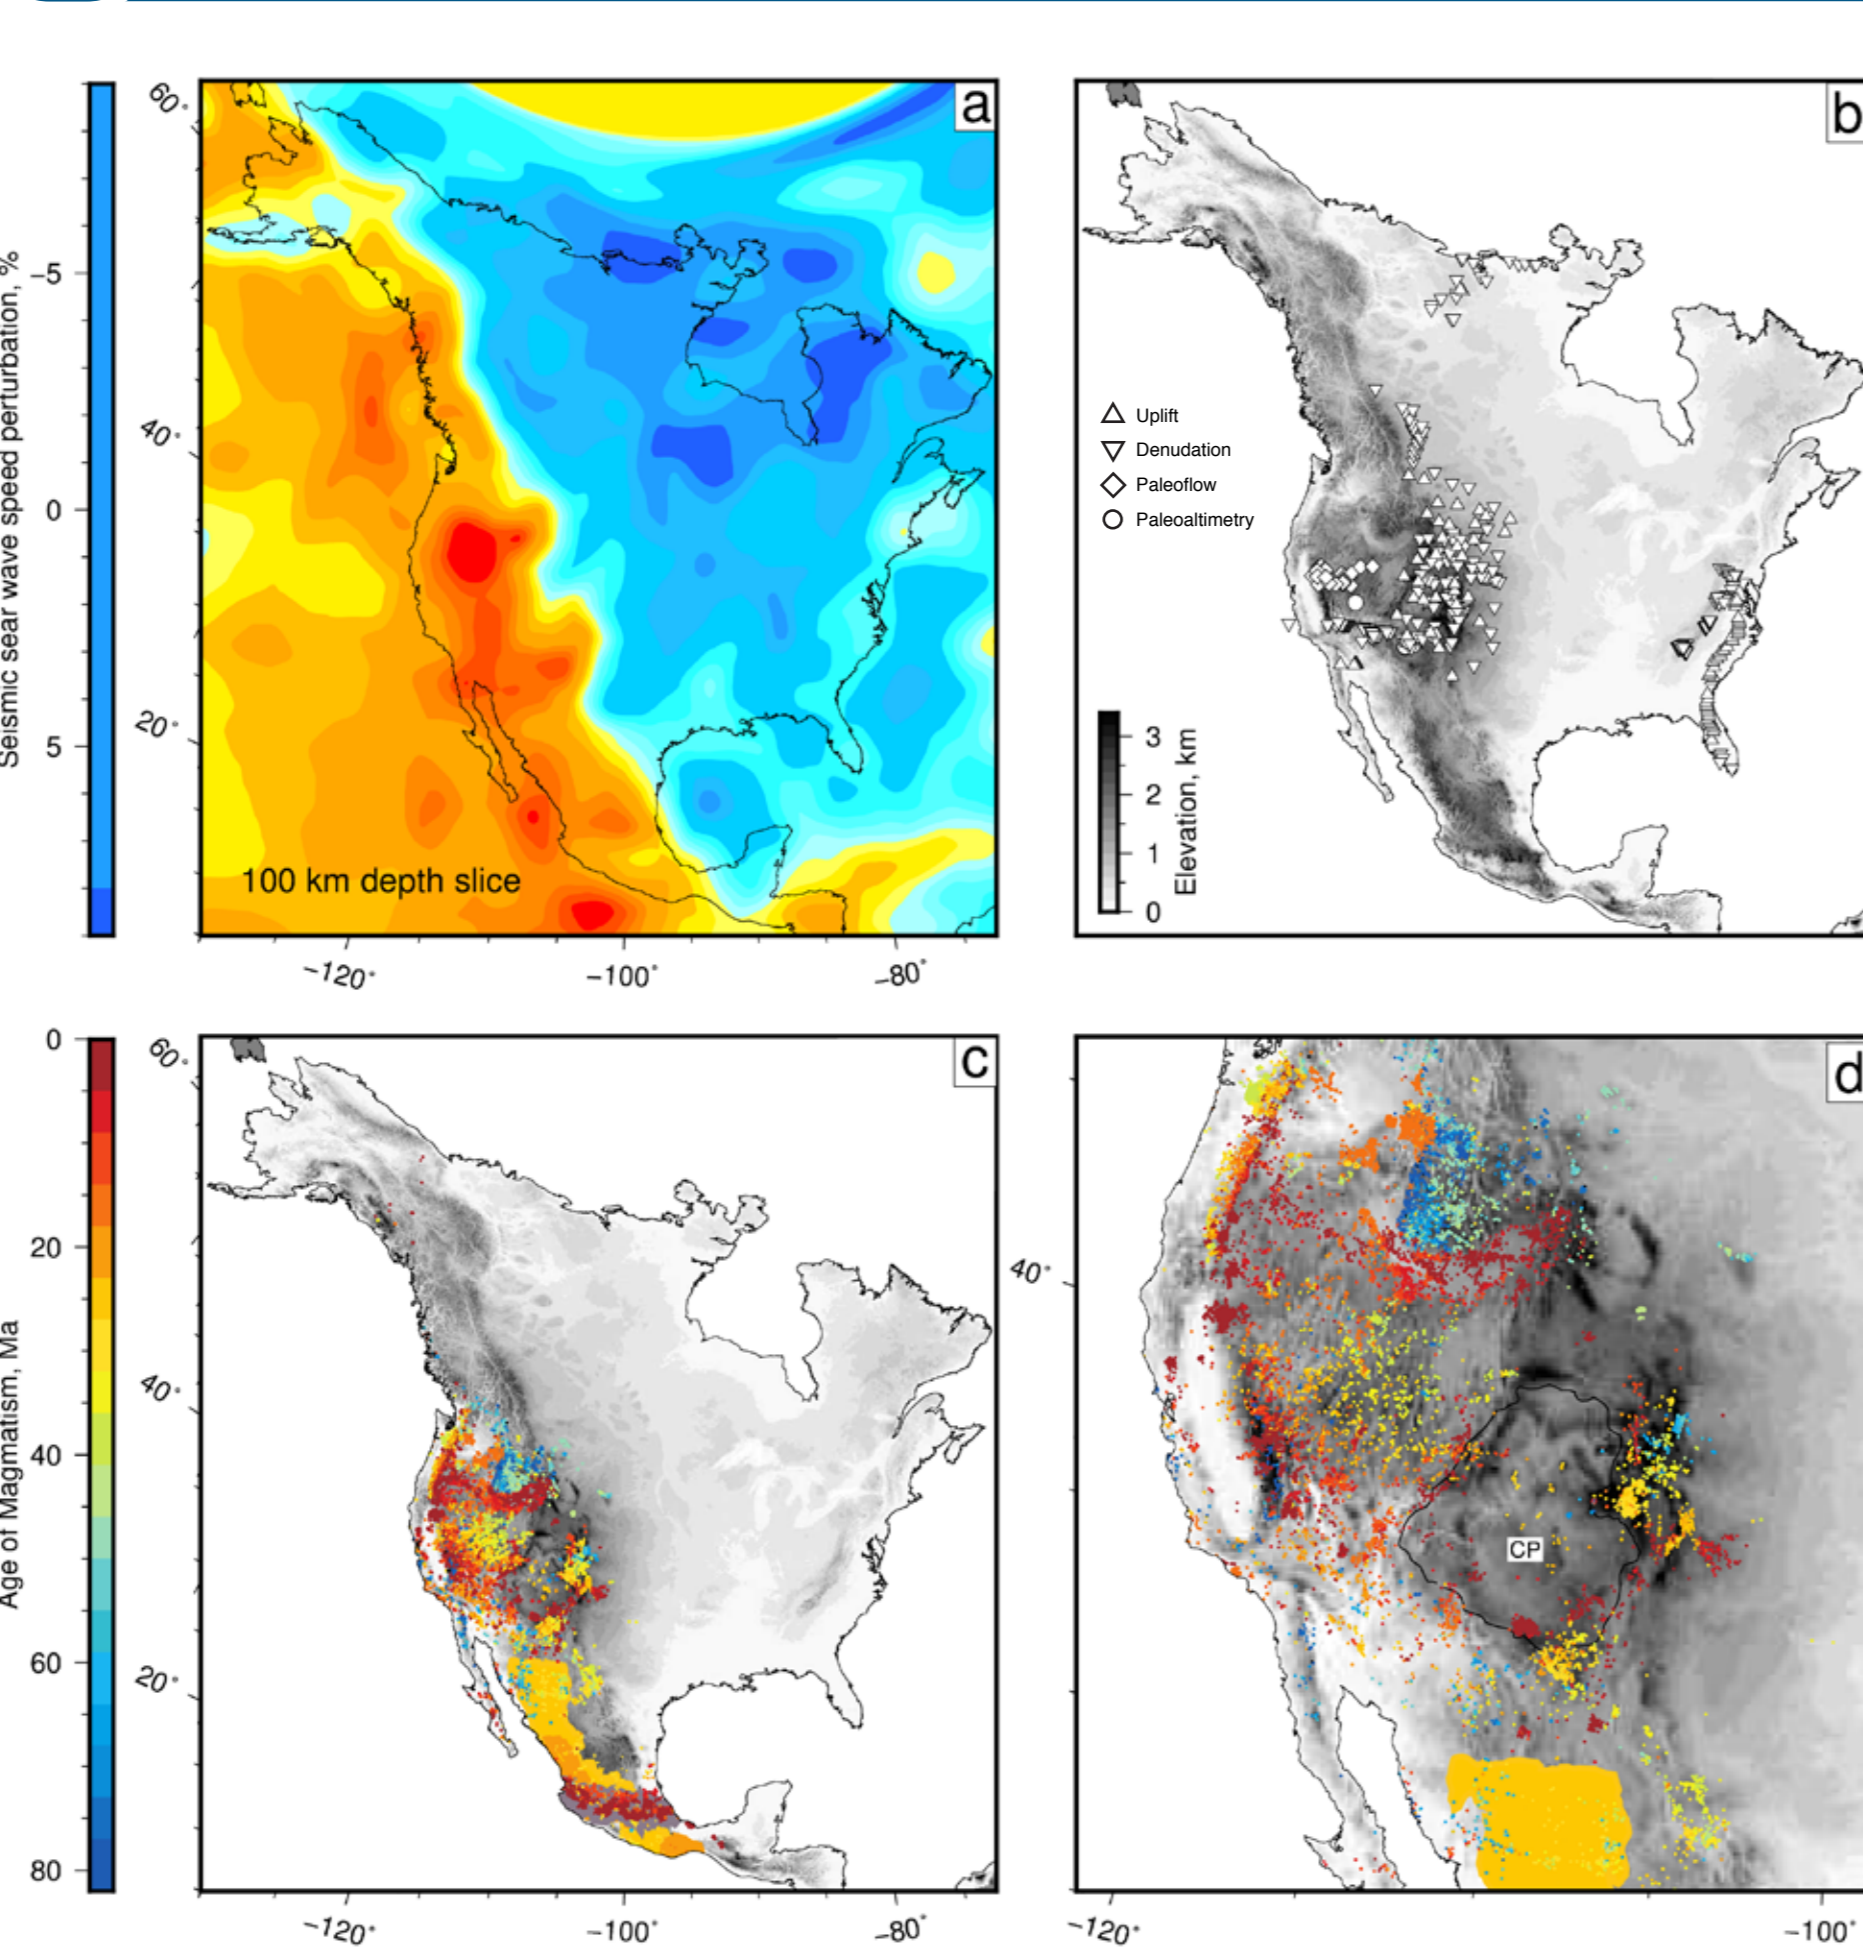 a
60°
40°
20°
Seismic sear wave speed perturbation, %
−5
0
5
100 km depth slice
−120°
−100°
−80°
b
Uplift
Denudation
Paleoflow
Paleoaltimetry
3
2
1
0
Elevation, km
c
60°
40°
20°
0
20
40
60
80
Age of Magmatism, Ma
−120°
−100°
−80°
d
40°
CP
−120°
−100°